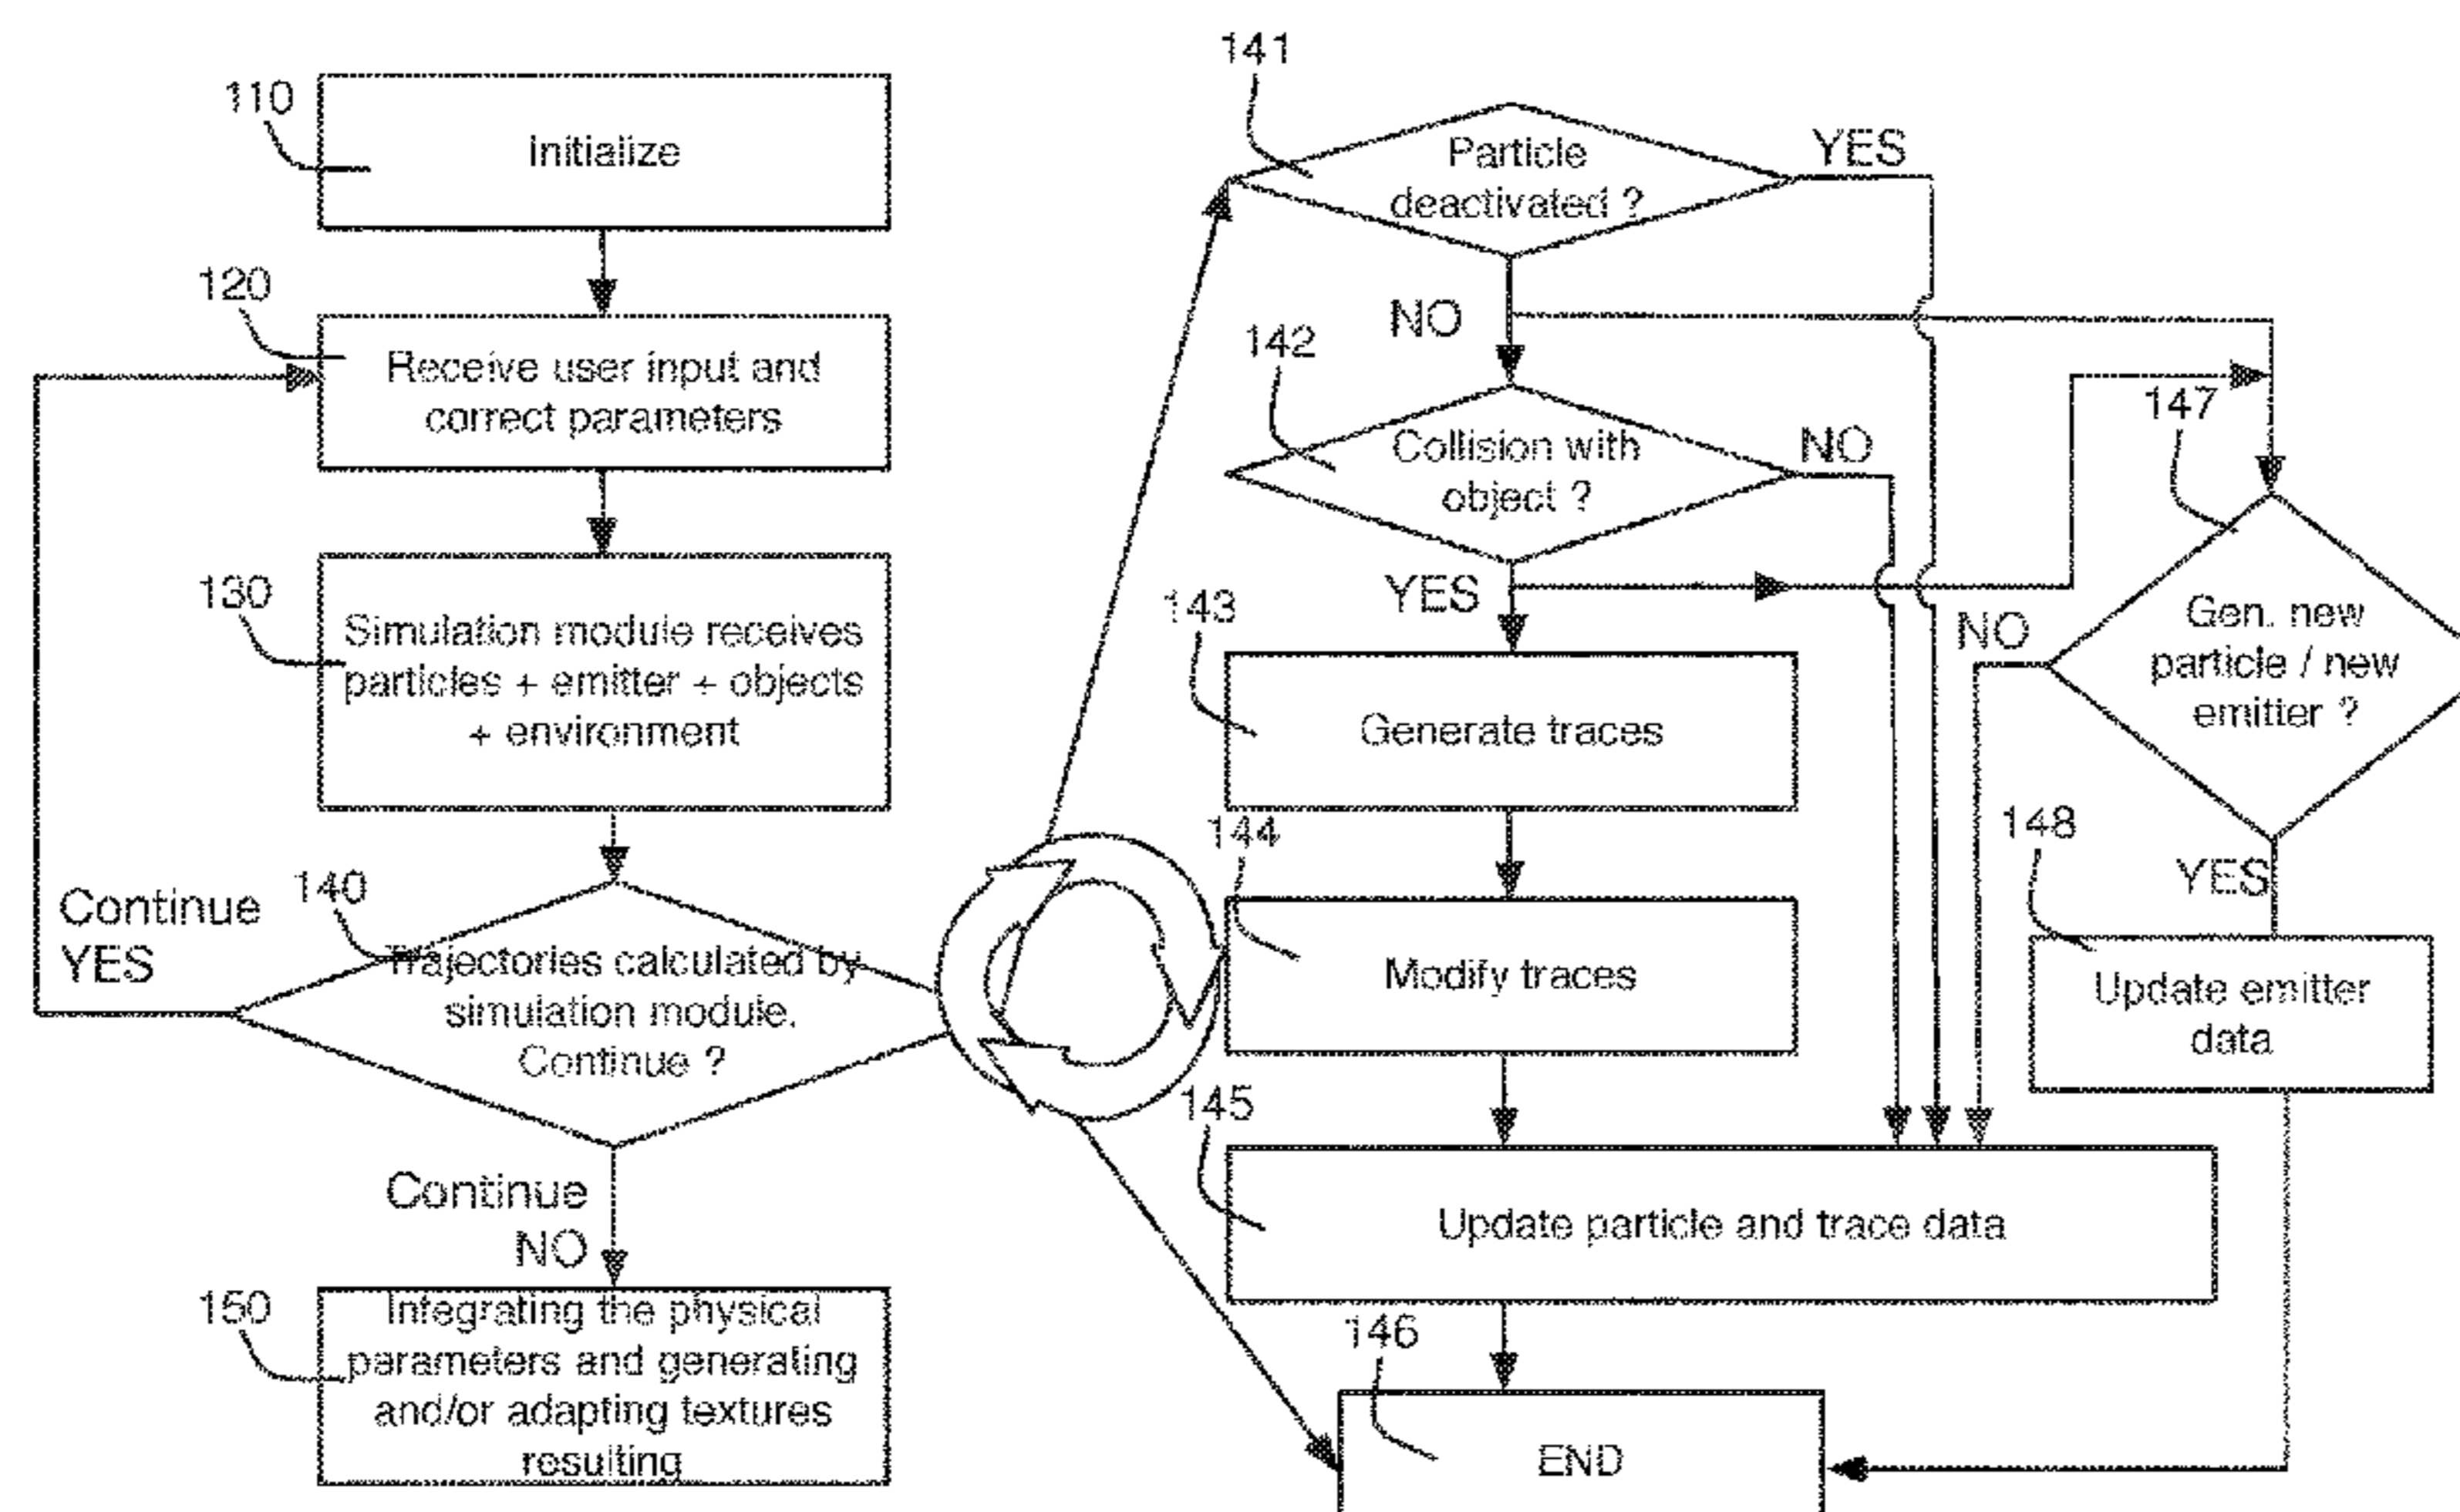 110
Initialize
120
Receive user input and
correct parameters
130
Simulation module receives
particles + emitter + objects
+ environment
Continue
YES
140
Trajectories calculated by
simulation module.
Continue ?
Continue
NO
150
Integrating the physical
parameters and generating
and/or adapting textures
resulting
141
Particle
deactivated ?
YES
NO
142
Collision with
object ?
NO
YES
143
Generate traces
144
Modify traces
145
Update particle and trace data
146
END
147
Gen. new
particle / new
emitter ?
NO
YES
148
Update emitter
data